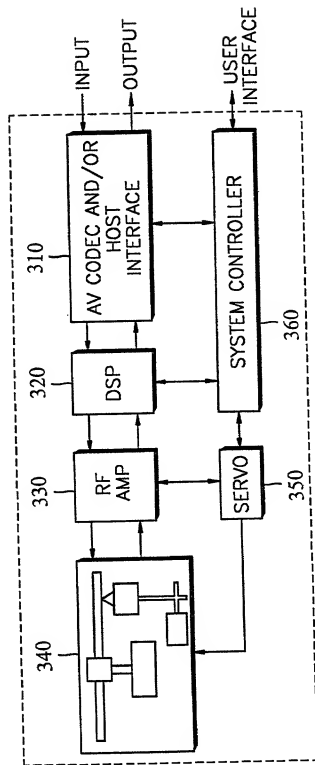 INPUT
OUTPUT
310
AV CODEC AND/OR
HOST
INTERFACE
320
DSP
330
RF
AMP
340
USER
INTERFACE
SYSTEM CONTROLLER
360
SERVO
350